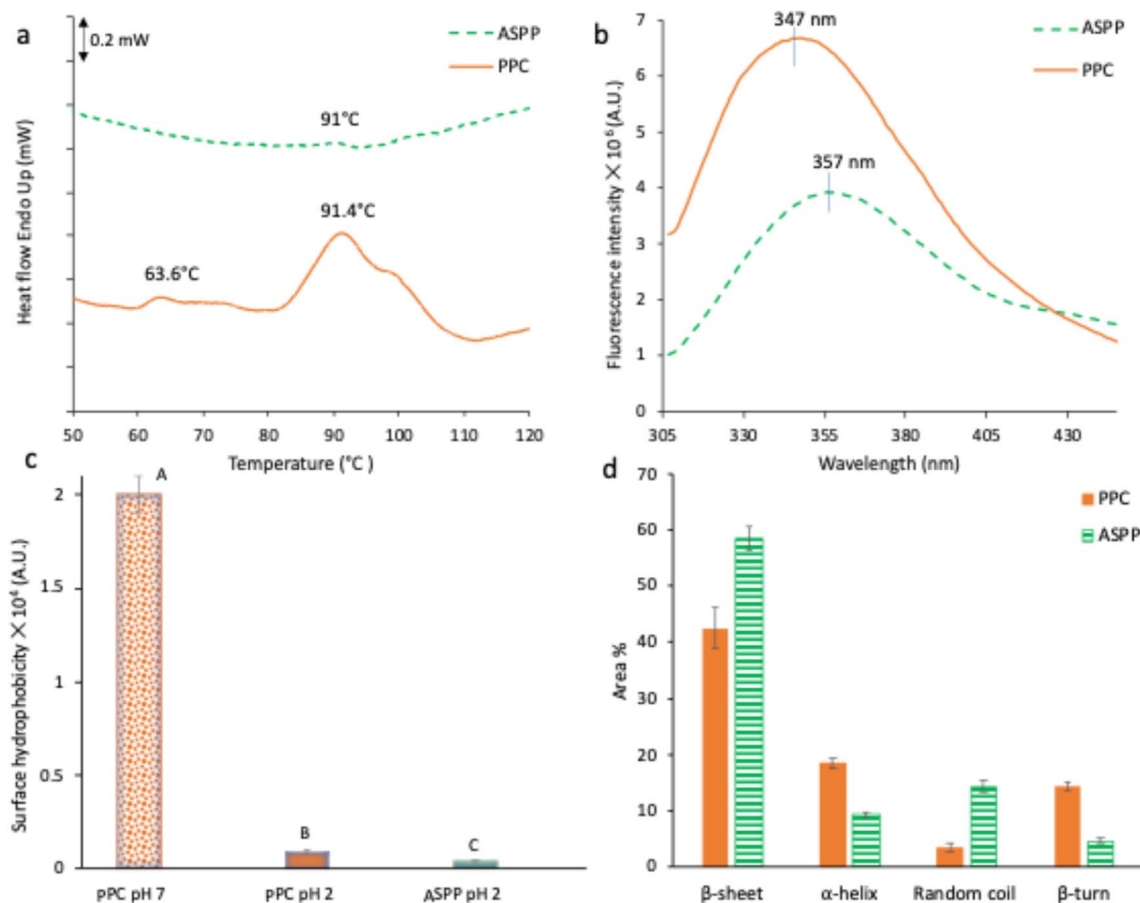 a
0.2 mW
ASPP
PPC
91°C
91.4°C
63.6°C
Heat flow Endo Up (mW)
50 60 70 80 90 100 110 120
Temperature (°C )
b
347 nm
ASPP
PPC
357 nm
Fluorescence intensity × 10⁶ (A.U.)
7
6
5
4
3
2
1
0
305 330 355 380 405 430
Wavelength (nm)
c
A
B
C
Surface hydrophobicity × 10⁴ (A.U.)
2
1.5
1
0.5
0
PPC pH 7 PPC pH 2 ASPP pH 2
d
PPC
ASPP
Area %
70
60
50
40
30
20
10
0
β-sheet α-helix Random coil β-turn